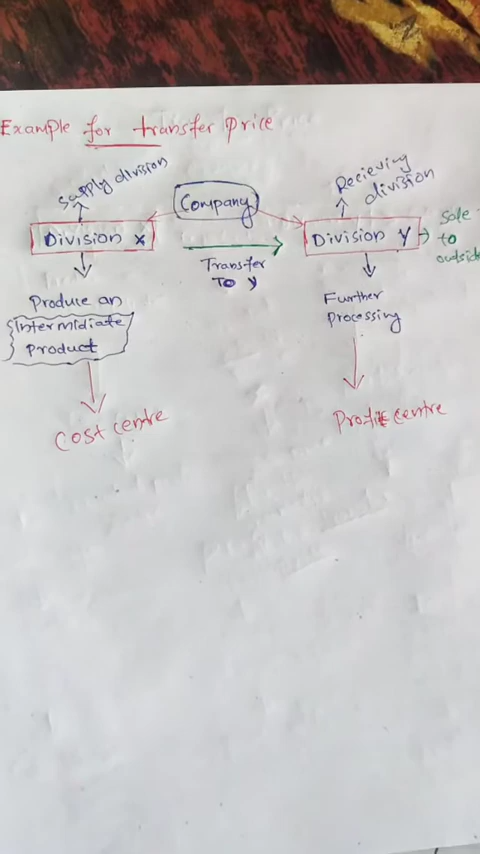 Example for transfer price
Supply division
Recieving
division
Company
Division X
Division Y
Sale
to
outside
Transfer
To Y
Produce an
intermidiate
product
Further
Processing
Cost centre
Profit centre